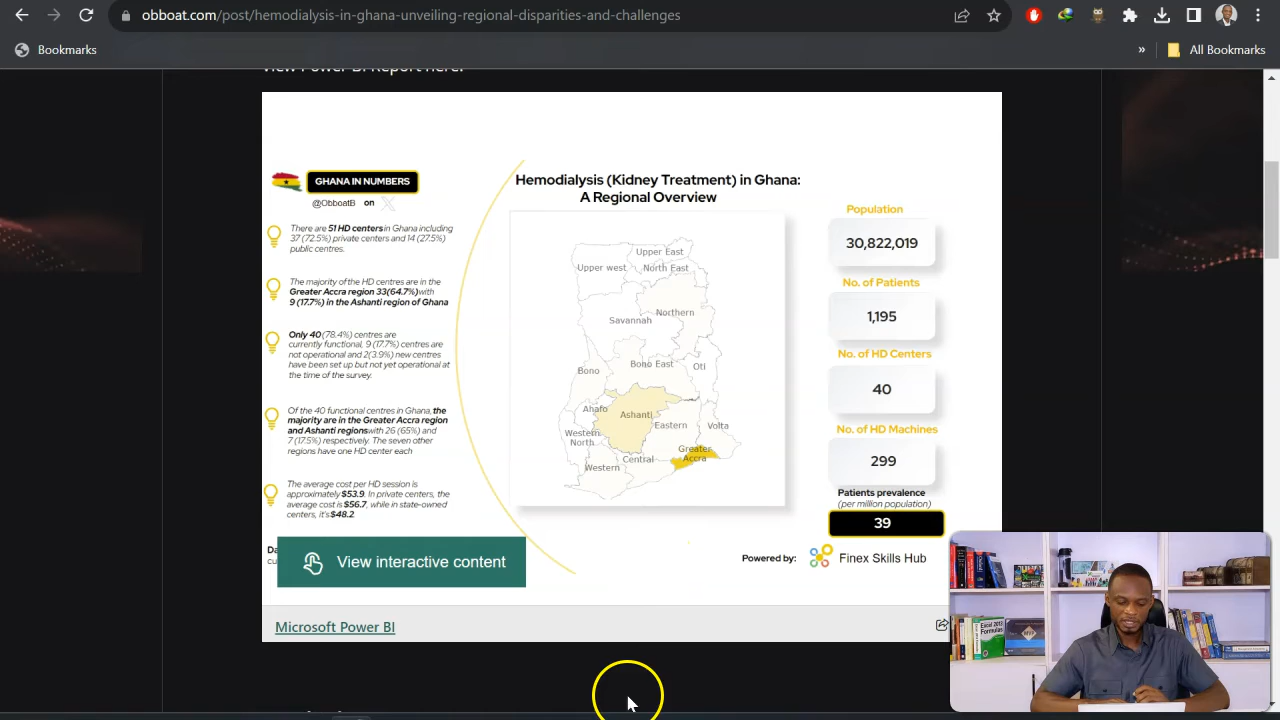 obboat.com/post/hemodialysis-in-ghana-unveiling-regional-disparities-and-challenges
Bookmarks
»
All Bookmarks
View Power BI Report here:
GHANA IN NUMBERS
@ObboatB on X
There are 51 HD centers in Ghana including
37 (72.5%) private centers and 14 (27.5%)
public centres.
The majority of the HD centres are in the
Greater Accra region 33(64.7%)with
9 (17.7%) in the Ashanti region of Ghana
Only 40 (78.4%) centres are
currently functional, 9 (17.7%) centres are
not operational and 2(3.9%) new centres
have been set up but not yet operational at
the time of the survey.
Of the 40 functional centres in Ghana, the
majority are in the Greater Accra region
and Ashanti regionswith 26 (65%) and
7 (17.5%) respectively. The seven other
regions have one HD center each
The average cost per HD session is
approximately $53.9. In private centers, the
average cost is $56.7, while in state-owned
centers, it's $48.2.
Da
cu
View interactive content
Microsoft Power BI
Hemodialysis (Kidney Treatment) in Ghana:
A Regional Overview
Upper East
Upper west
North East
Northern
Savannah
Bono East
Oti
Bono
Ahafo
Ashanti
Eastern
Volta
Western
North
Greater
Accra
Central
Western
Population
30,822,019
No. of Patients
1,195
No. of HD Centers
40
No. of HD Machines
299
Patients prevalence
(per million population)
39
Powered by:
Finex Skills Hub
Excel 2013
Formulas